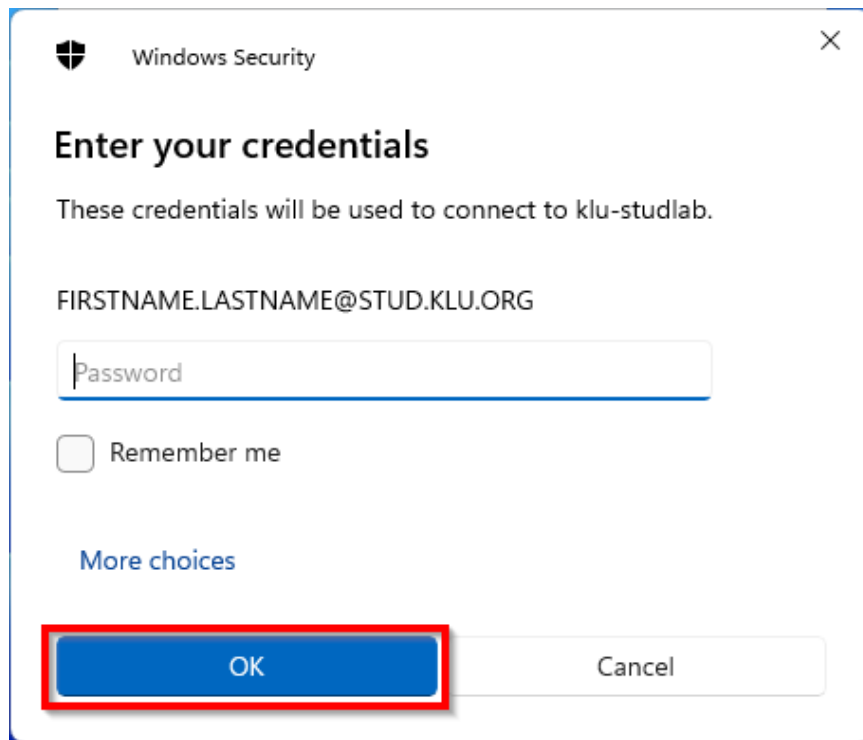 Windows Security
Enter your credentials
These credentials will be used to connect to klu-studlab.
FIRSTNAME.LASTNAME@STUD.KLU.ORG
Password
Remember me
More choices
OK Cancel